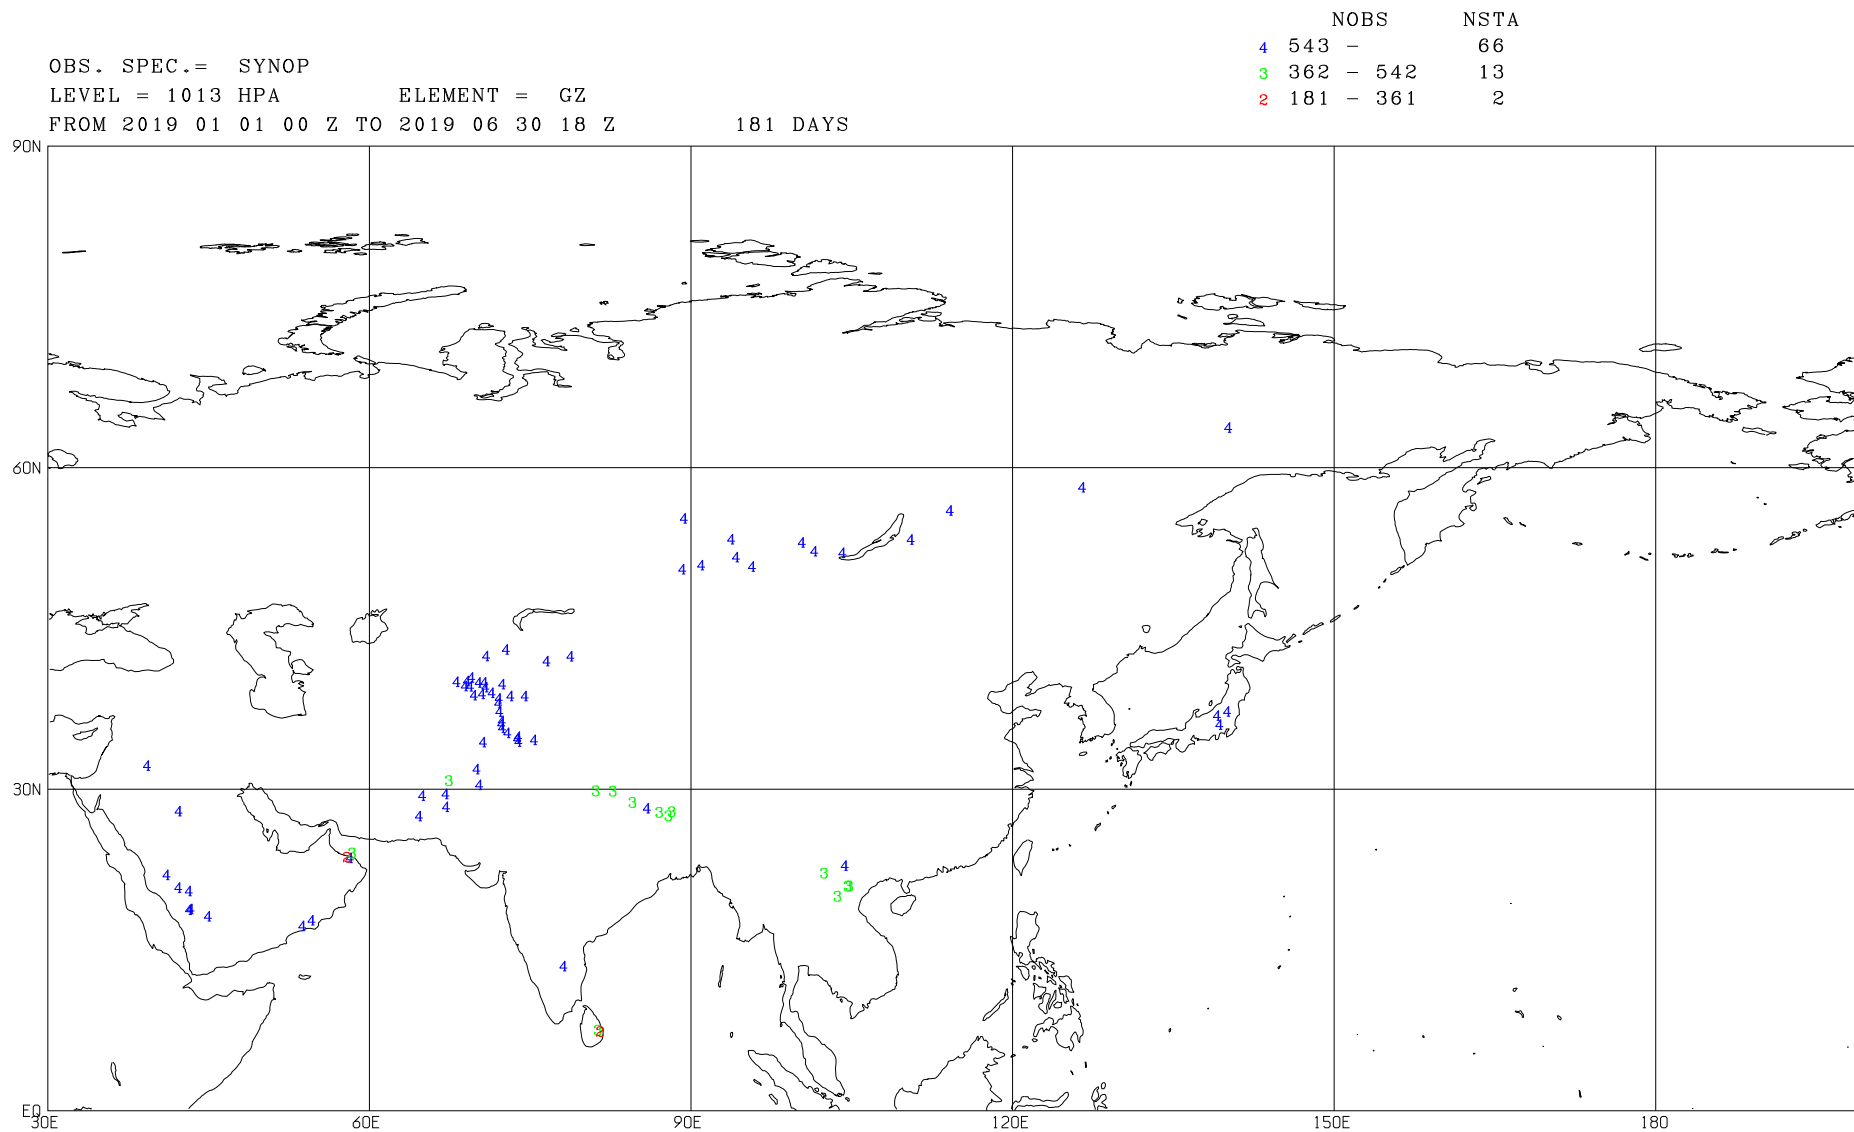 NOBS NSTA
4 543 - 66
3 362 - 542 13
2 181 - 361 2
OBS. SPEC.= SYNOP
LEVEL = 1013 HPA ELEMENT = GZ
FROM 2019 01 01 00 Z TO 2019 06 30 18 Z 181 DAYS
90N
60N
30N
EQ
30E 60E 90E 120E 150E 180